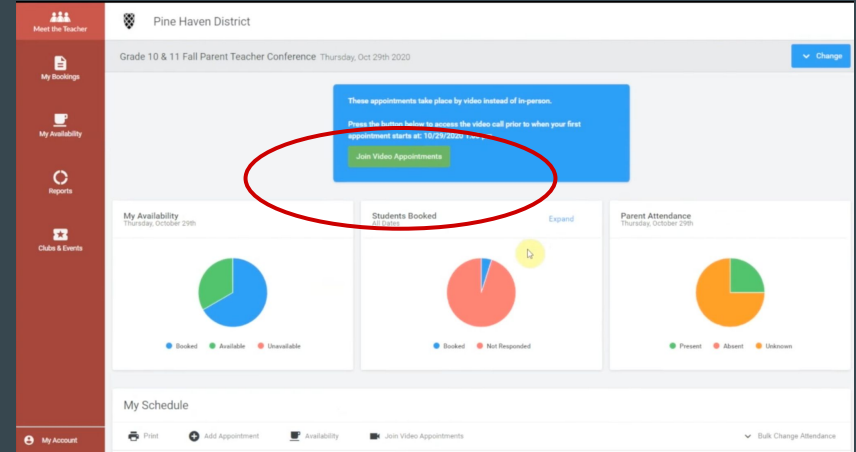 Meet the Teacher
Pine Haven District
Grade 10 & 11 Fall Parent Teacher Conference Thursday, Oct 29th 2020
Change
My Bookings
My Availability
Reports
Clubs & Events
My Account
These appointments take place by video instead of in-person.
Press the button below to access the video call prior to when your first
appointment starts at: 10/29/2020
Join Video Appointments
My Availability
Thursday, October 29th
Booked Available Unavailable
Students Booked
All Dates
Expand
Booked Not Responded
Parent Attendance
Thursday, October 29th
Present Absent Unknown
My Schedule
Print Add Appointment Availability Join Video Appointments Bulk Change Attendance